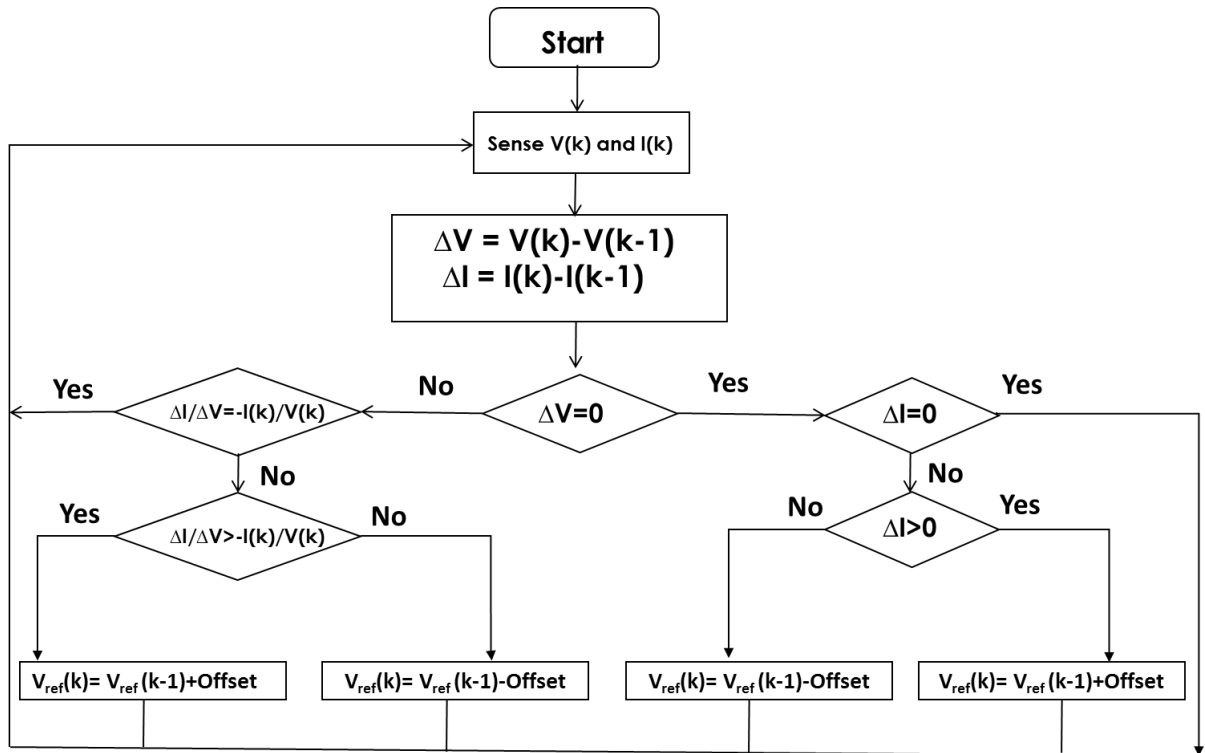 Start
Sense V(k) and I(k)
ΔV = V(k)-V(k-1)
ΔI = I(k)-I(k-1)
Yes
ΔI/ΔV=-I(k)/V(k)
No
ΔV=0
Yes
ΔI=0
Yes
No
No
Yes
ΔI/ΔV>-I(k)/V(k)
No
No
ΔI>0
Yes
Vref(k)= Vref (k-1)+Offset
Vref(k)= Vref (k-1)-Offset
Vref(k)= Vref (k-1)-Offset
Vref(k)= Vref (k-1)+Offset